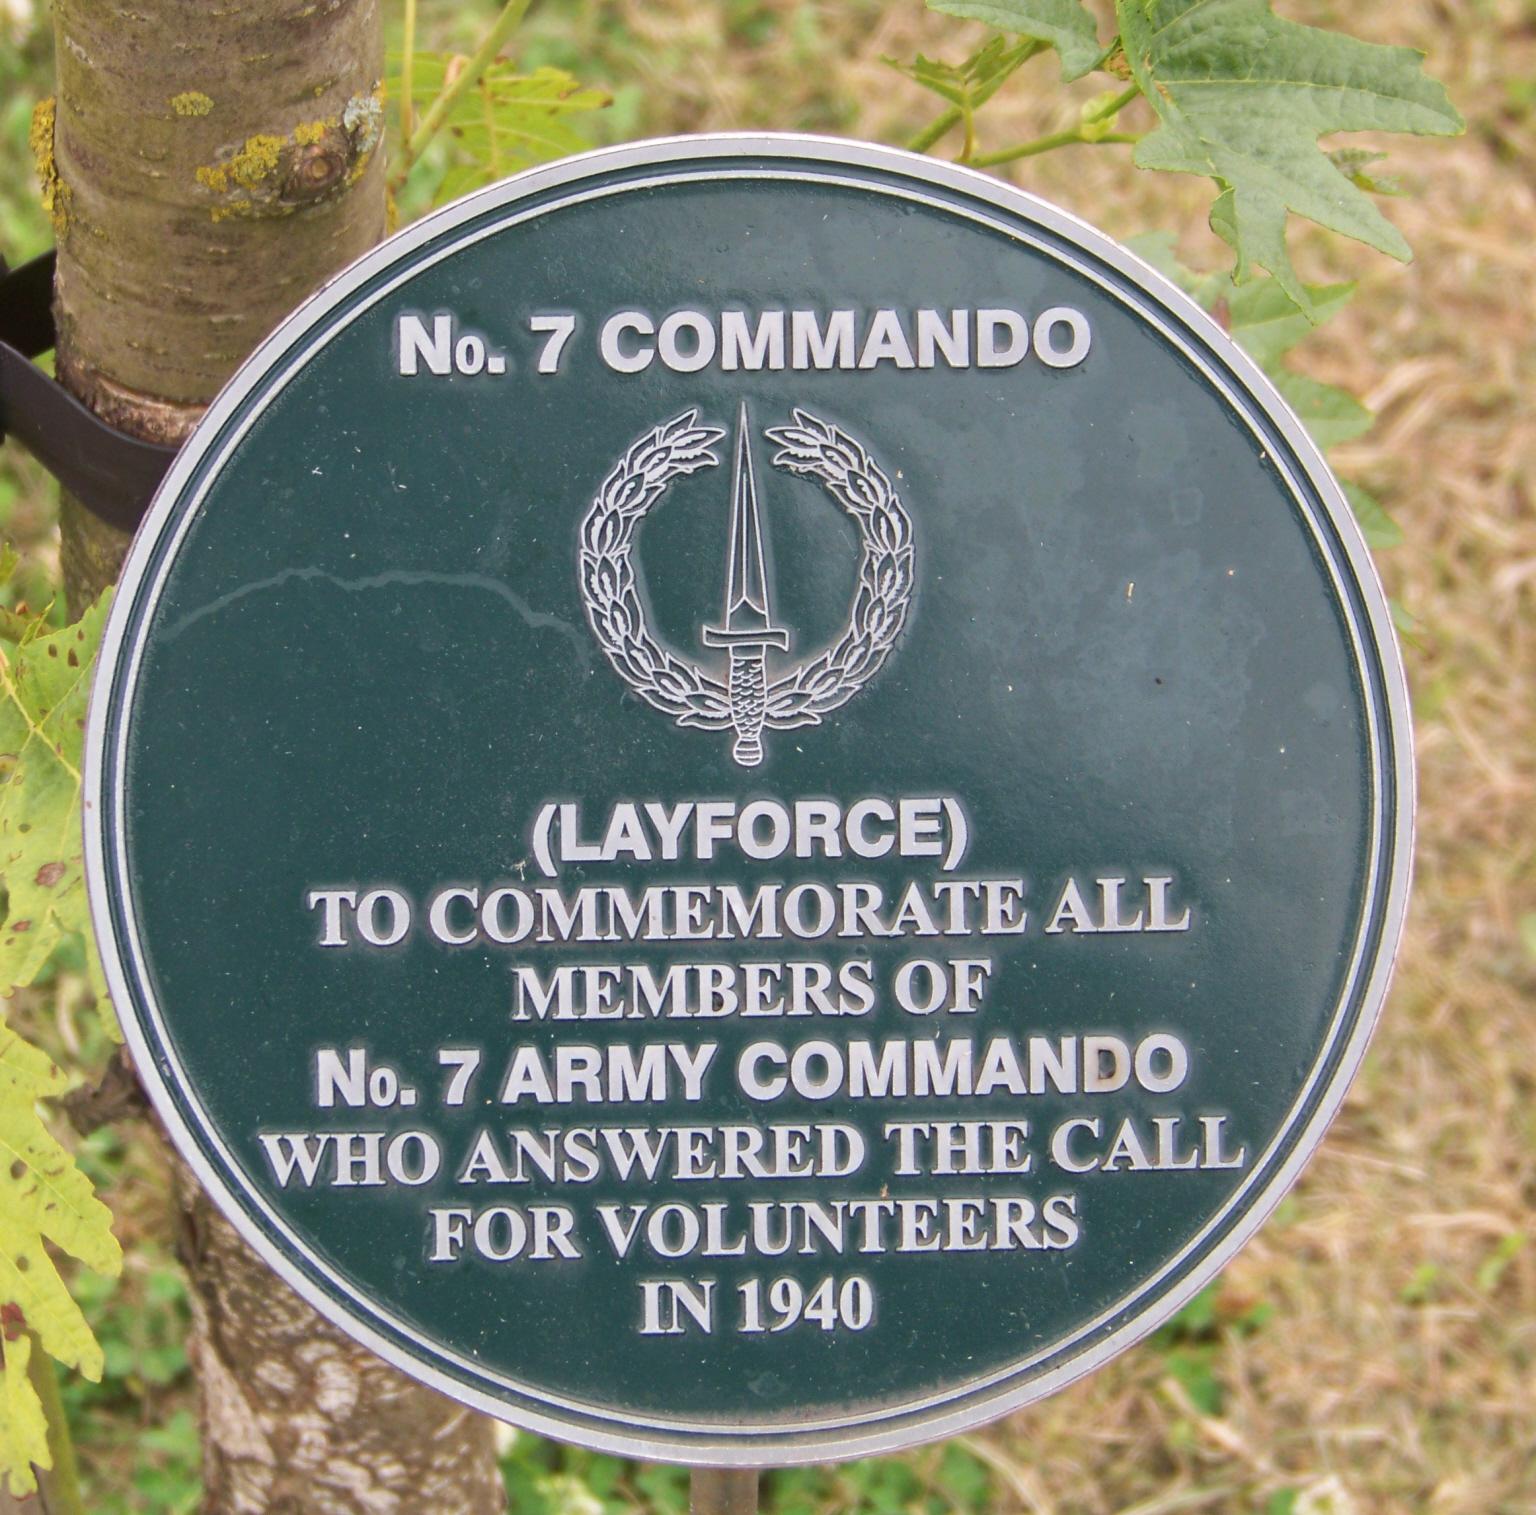 No. 7 COMMANDO
(LAYFORCE)
TO COMMEMORATE ALL
MEMBERS OF
No. 7 ARMY COMMANDO
WHO ANSWERED THE CALL
FOR VOLUNTEERS
IN 1940